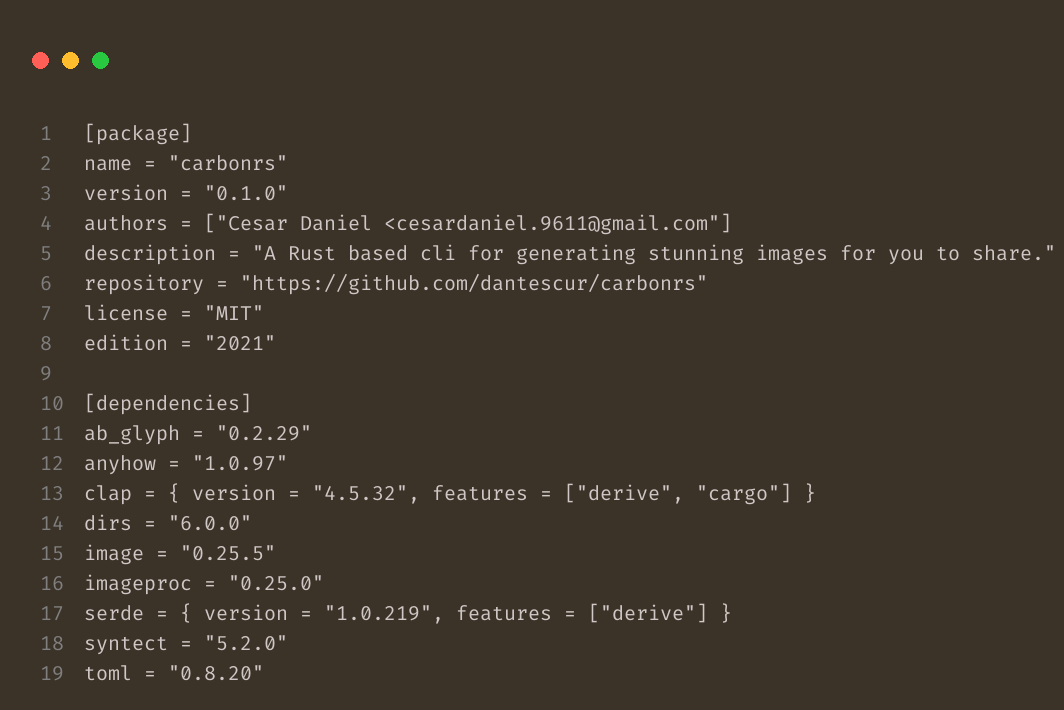 1 [package]
2 name = "carbonrs"
3 version = "0.1.0"
4 authors = ["Cesar Daniel <cesardaniel.9611@gmail.com"]
5 description = "A Rust based cli for generating stunning images for you to share."
6 repository = "https://github.com/dantescur/carbonrs"
7 license = "MIT"
8 edition = "2021"
9
10 [dependencies]
11 ab_glyph = "0.2.29"
12 anyhow = "1.0.97"
13 clap = { version = "4.5.32", features = ["derive", "cargo"] }
14 dirs = "6.0.0"
15 image = "0.25.5"
16 imageproc = "0.25.0"
17 serde = { version = "1.0.219", features = ["derive"] }
18 syntect = "5.2.0"
19 toml = "0.8.20"